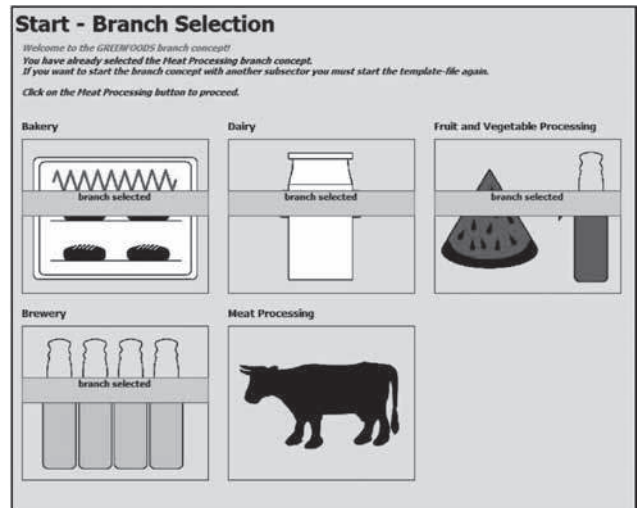 Start - Branch Selection
Welcome to the GREENFOODS branch concept!
You have already selected the Meat Processing branch concept.
If you want to start the branch concept with another subsector you must start the template-file again.
Click on the Meat Processing button to proceed.
Bakery
Dairy
Fruit and Vegetable Processing
branch selected
branch selected
branch selected
Brewery
Meat Processing
branch selected